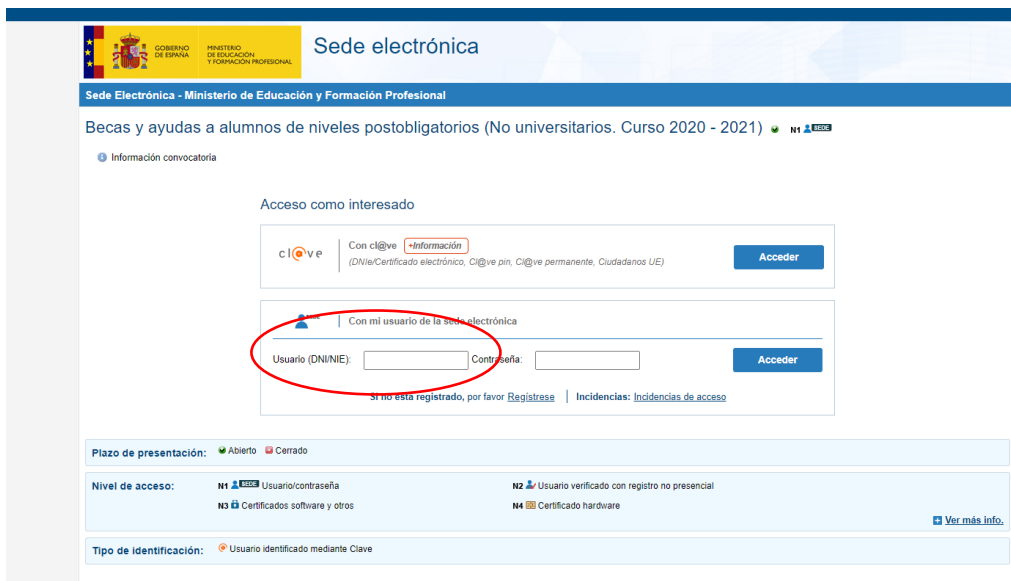 GOBIERNO DE ESPAÑA
MINISTERIO DE EDUCACIÓN Y FORMACIÓN PROFESIONAL
Sede electrónica
Sede Electrónica - Ministerio de Educación y Formación Profesional
Becas y ayudas a alumnos de niveles postobligatorios (No universitarios. Curso 2020 - 2021) N1 SEDE
Información convocatoria
Acceso como interesado
cl@ve
Con cl@ve +Información
(DNIe/Certificado electrónico, Cl@ve pin, Cl@ve permanente, Ciudadanos UE)
Acceder
Con mi usuario de la sede electrónica
Usuario (DNI/NIE): Contraseña: Acceder
Si no está registrado, por favor Regístrese | Incidencias: Incidencias de acceso
Plazo de presentación: Abierto Cerrado
Nivel de acceso: N1 SEDE Usuario/contraseña N2 Usuario verificado con registro no presencial
N3 Certificados software y otros N4 Certificado hardware
Ver más info.
Tipo de identificación: Usuario identificado mediante Clave